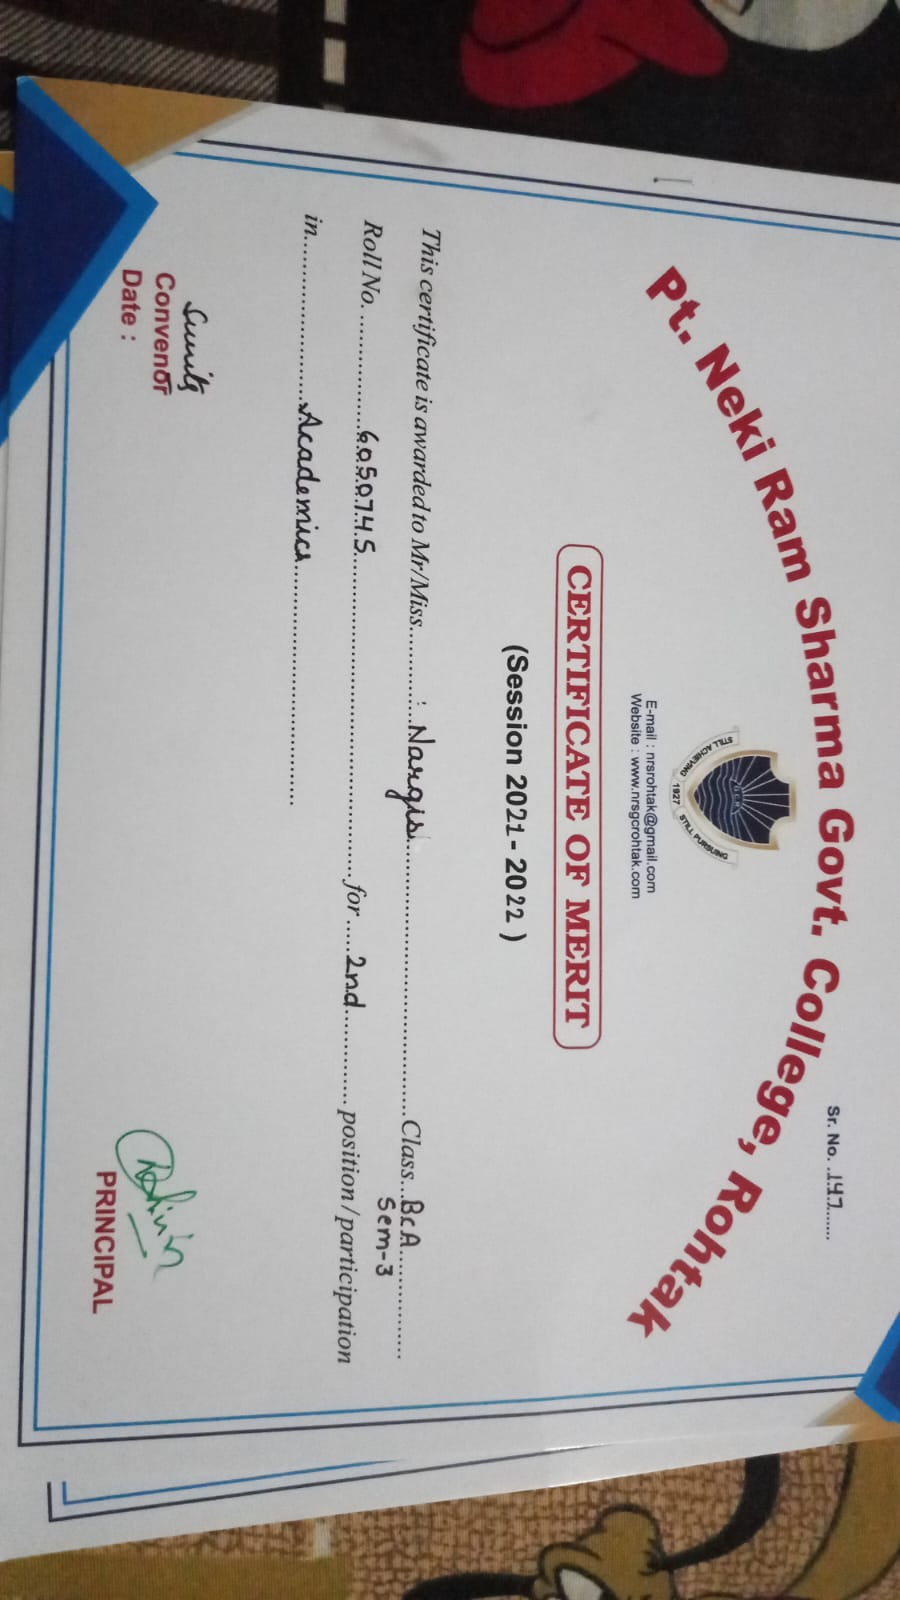 Sr. No. ..147......
Pt. Neki Ram Sharma Govt. College, Rohtak
STILL ACHIEVING 1927 STILL PURSUING
E-mail : nrsrohtak@gmail.com
Website : www.nrsgcrohtak.com
CERTIFICATE OF MERIT
(Session 2021 - 2022 )
This certificate is awarded to Mr/Miss............: Nargis................................Class...BCA............
Sem-3
Roll No. ................6050745................................for .....2nd........... position / participation
in......................Academics.............................
Sunita
Convenor
Date :
PRINCIPAL